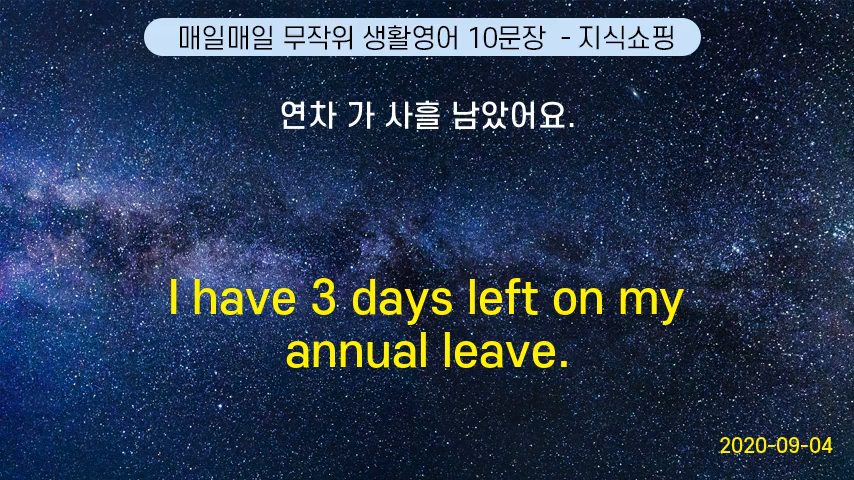 매일매일 무작위 생활영어 10문장 - 지식쇼핑
연차 가 사흘 남았어요.
I have 3 days left on my
annual leave.
2020-09-04